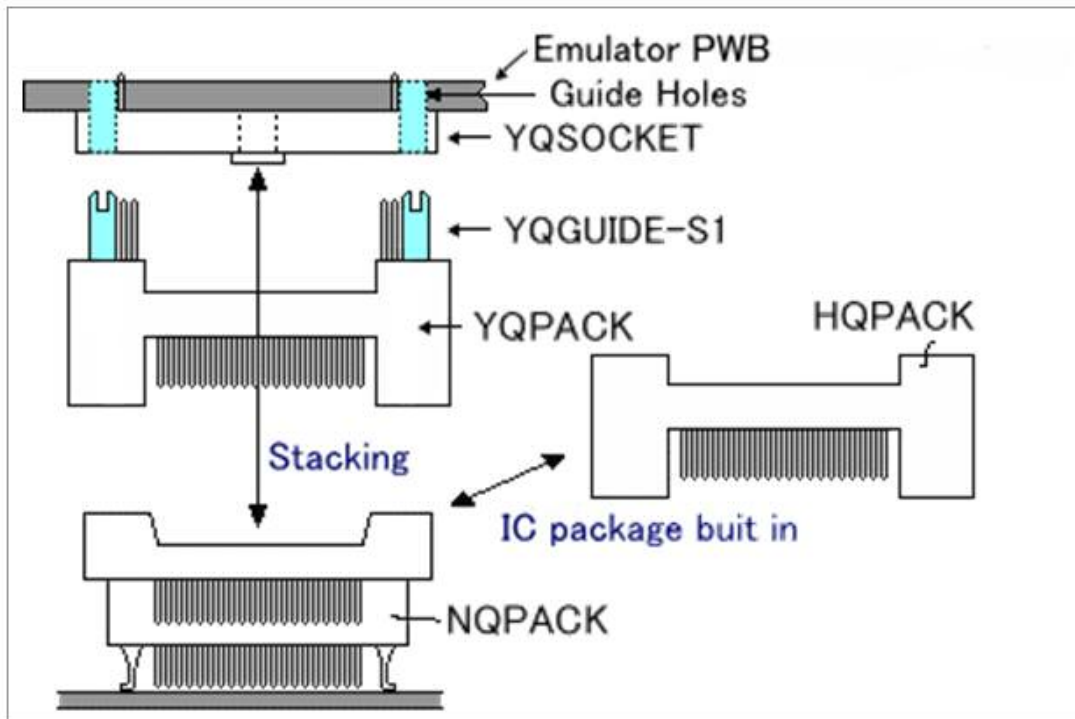 Emulator PWB
Guide Holes
YQSOCKET
YQGUIDE-S1
YQPACK
HQPACK
Stacking
IC package buit in
NQPACK